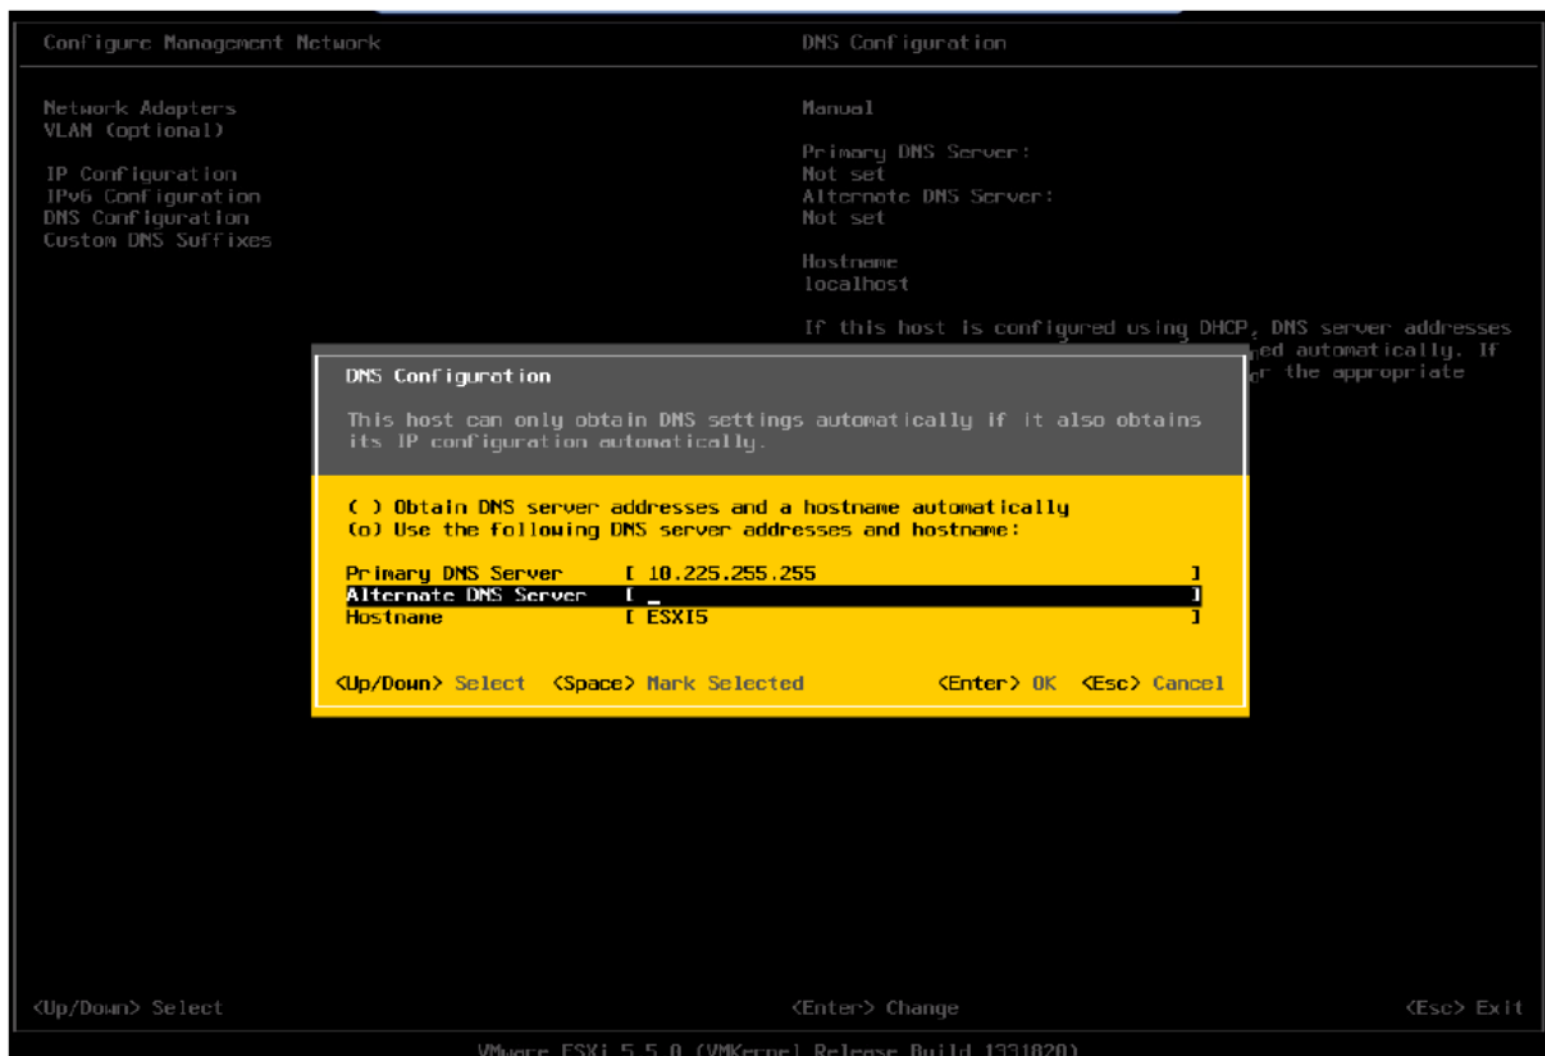 Configure Management Network
DNS Configuration
Network Adapters
VLAN (optional)
IP Configuration
IPv6 Configuration
DNS Configuration
Custom DNS Suffixes
Manual
Primary DNS Server:
Not set
Alternate DNS Server:
Not set
Hostname
localhost
If this host is configured using DHCP, DNS server addresses
ned automatically. If
r the appropriate
DNS Configuration
This host can only obtain DNS settings automatically if it also obtains
its IP configuration automatically.
( ) Obtain DNS server addresses and a hostname automatically
(o) Use the following DNS server addresses and hostname:
Primary DNS Server [ 10.225.255.255 ]
Alternate DNS Server [ _ ]
Hostname [ ESXI5 ]
<Up/Down> Select <Space> Mark Selected <Enter> OK <Esc> Cancel
<Up/Down> Select <Enter> Change <Esc> Exit
VMware ESXi 5.5.0 (VMKernel Release Build 1331820)